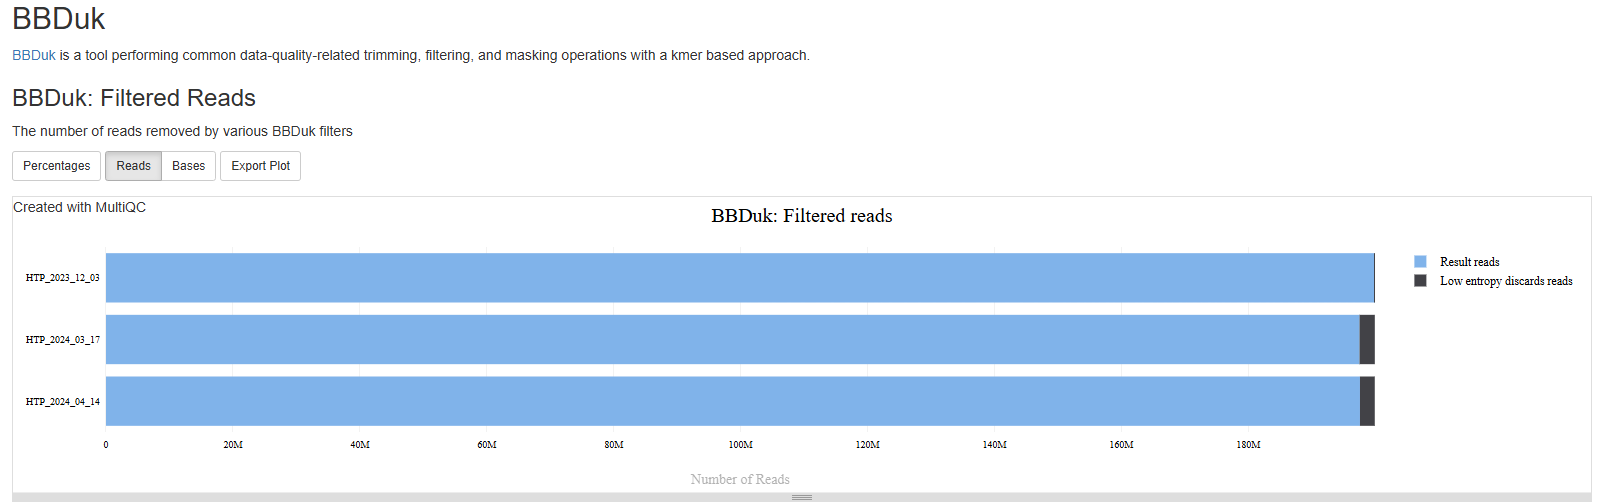 BBDuk
BBDuk is a tool performing common data-quality-related trimming, filtering, and masking operations with a kmer based approach.
BBDuk: Filtered Reads
The number of reads removed by various BBDuk filters
Percentages Reads Bases Export Plot
Created with MultiQC
BBDuk: Filtered reads
HTP_2023_12_03
HTP_2024_03_17
HTP_2024_04_14
0 20M 40M 60M 80M 100M 120M 140M 160M 180M
Number of Reads
Result reads
Low entropy discards reads